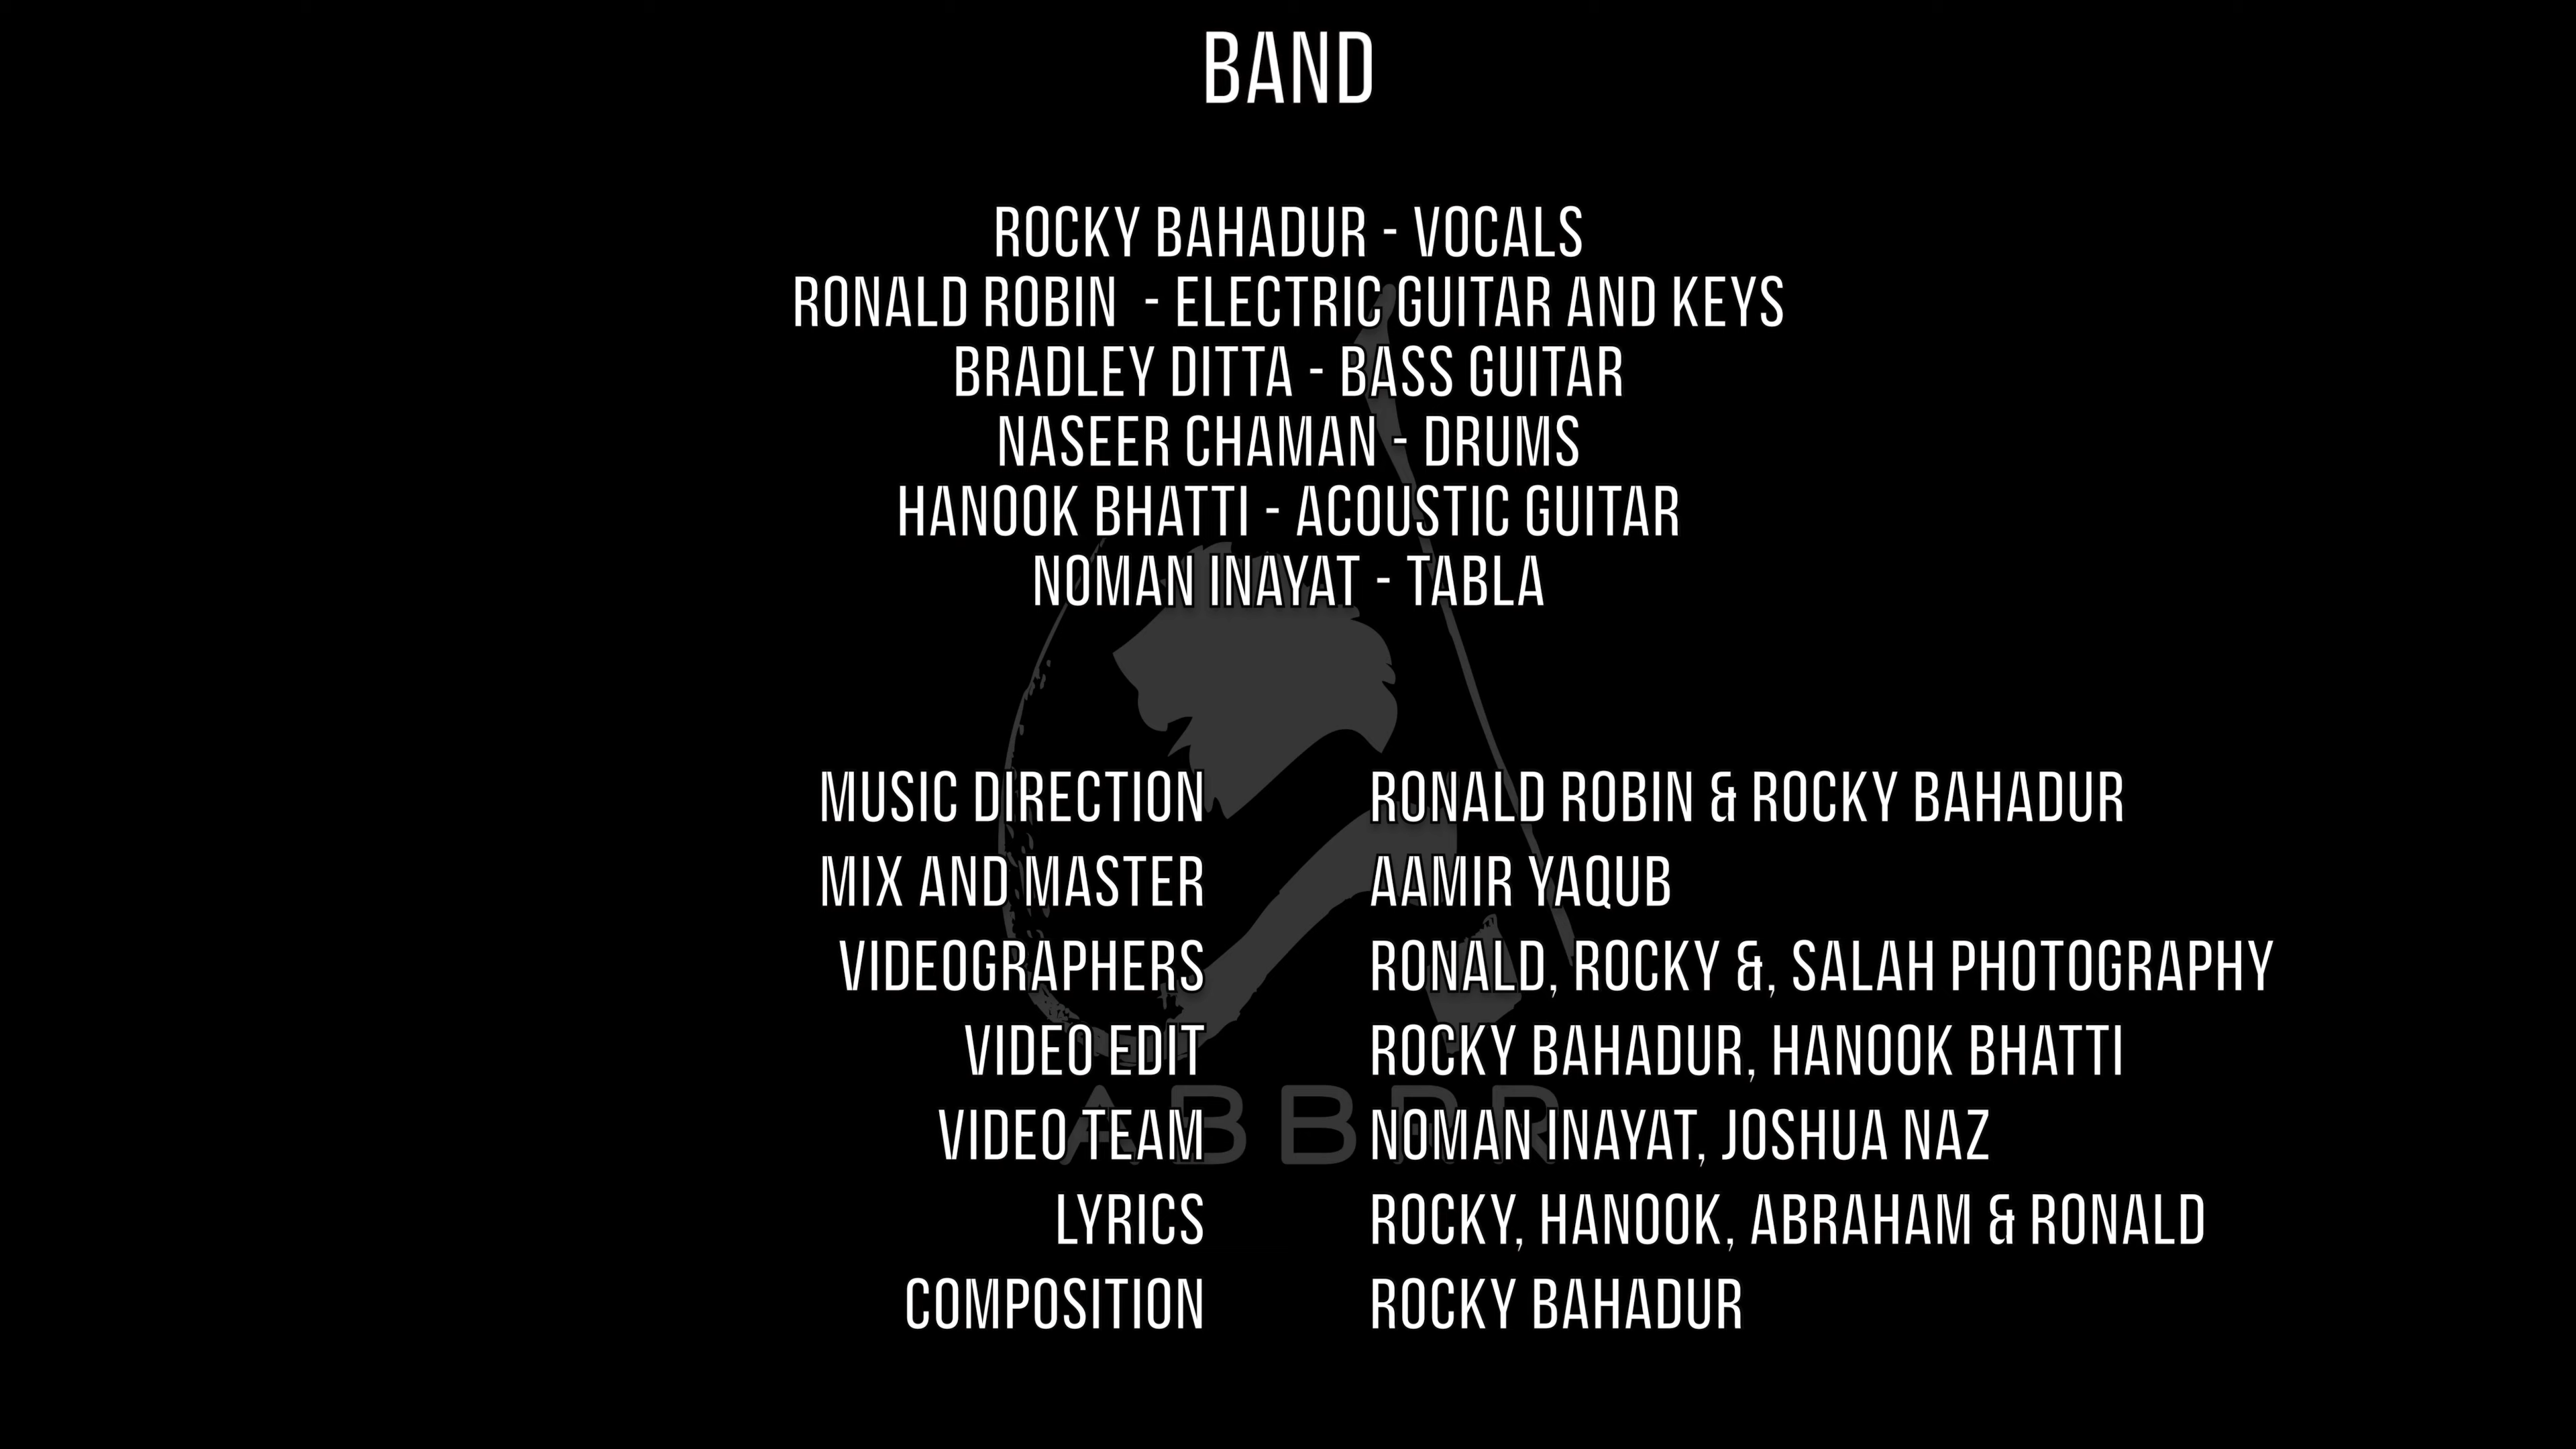 BAND
ROCKY BAHADUR - VOCALS
RONALD ROBIN  - ELECTRIC GUITAR AND KEYS
BRADLEY DITTA - BASS GUITAR
NASEER CHAMAN - DRUMS
HANOOK BHATTI - ACOUSTIC GUITAR
NOMAN INAYAT - TABLA
MUSIC DIRECTION RONALD ROBIN & ROCKY BAHADUR
MIX AND MASTER AAMIR YAQUB
VIDEOGRAPHERS RONALD, ROCKY &, SALAH PHOTOGRAPHY
VIDEO EDIT ROCKY BAHADUR, HANOOK BHATTI
VIDEO TEAM NOMAN INAYAT, JOSHUA NAZ
LYRICS ROCKY, HANOOK, ABRAHAM & RONALD
COMPOSITION ROCKY BAHADUR
ABBRR